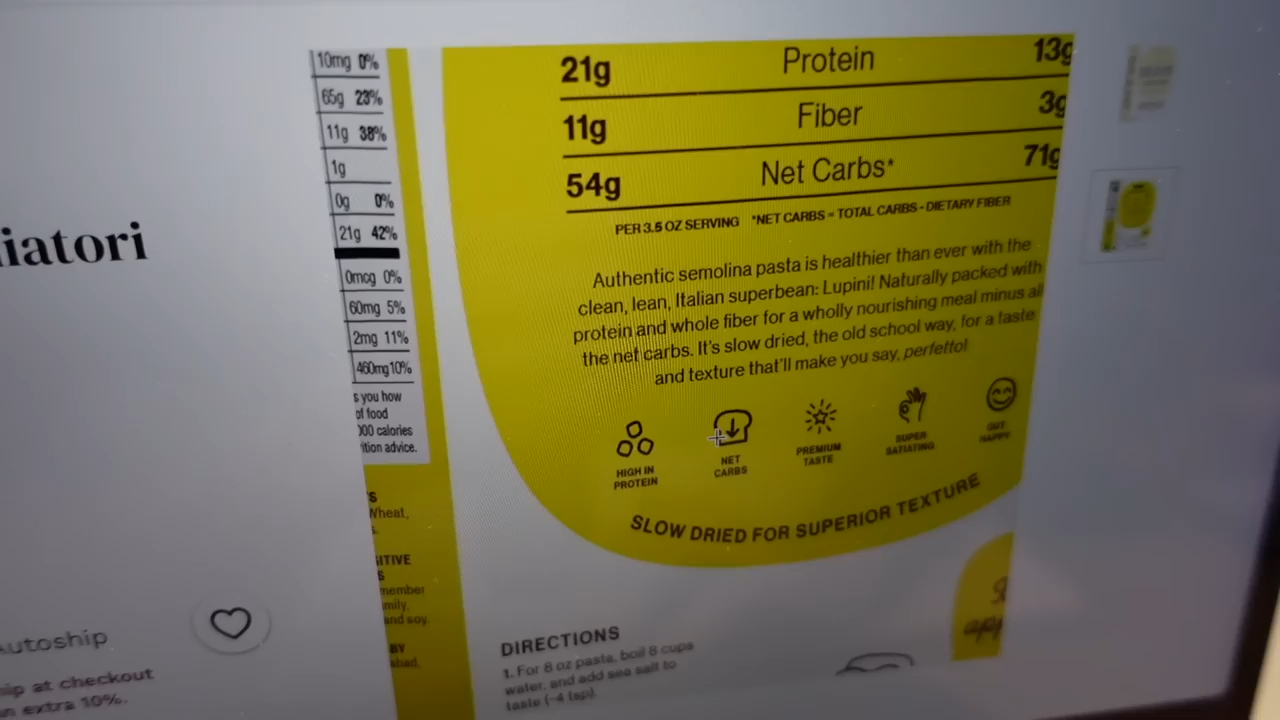 iatori
10mg 0%
65g 23%
11g 38%
1g
0g 0%
21g 42%
0mcg 0%
60mg 5%
2mg 11%
460mg 10%
s you how
of food
000 calories
ition advice.
Wheat,
SITIVE
member
mily,
and soy.
BY
21g Protein 13g
11g Fiber 3g
54g Net Carbs* 71g
PER 3.5 OZ SERVING *NET CARBS = TOTAL CARBS - DIETARY FIBER
Authentic semolina pasta is healthier than ever with the
clean, lean, Italian superbean: Lupini! Naturally packed with
protein and whole fiber for a wholly nourishing meal minus all
the net carbs. It's slow dried, the old school way, for a taste
and texture that'll make you say, perfetto!
HIGH IN
PROTEIN
NET
CARBS
PREMIUM
TASTE
SUPER
SATIATING
GUT
HAPPY
SLOW DRIED FOR SUPERIOR TEXTURE
DIRECTIONS
1. For 8 oz pasta, boil 8 cups
water, and add sea salt to
taste (~4 tsp).
Autoship
ip at checkout
n extra 10%.